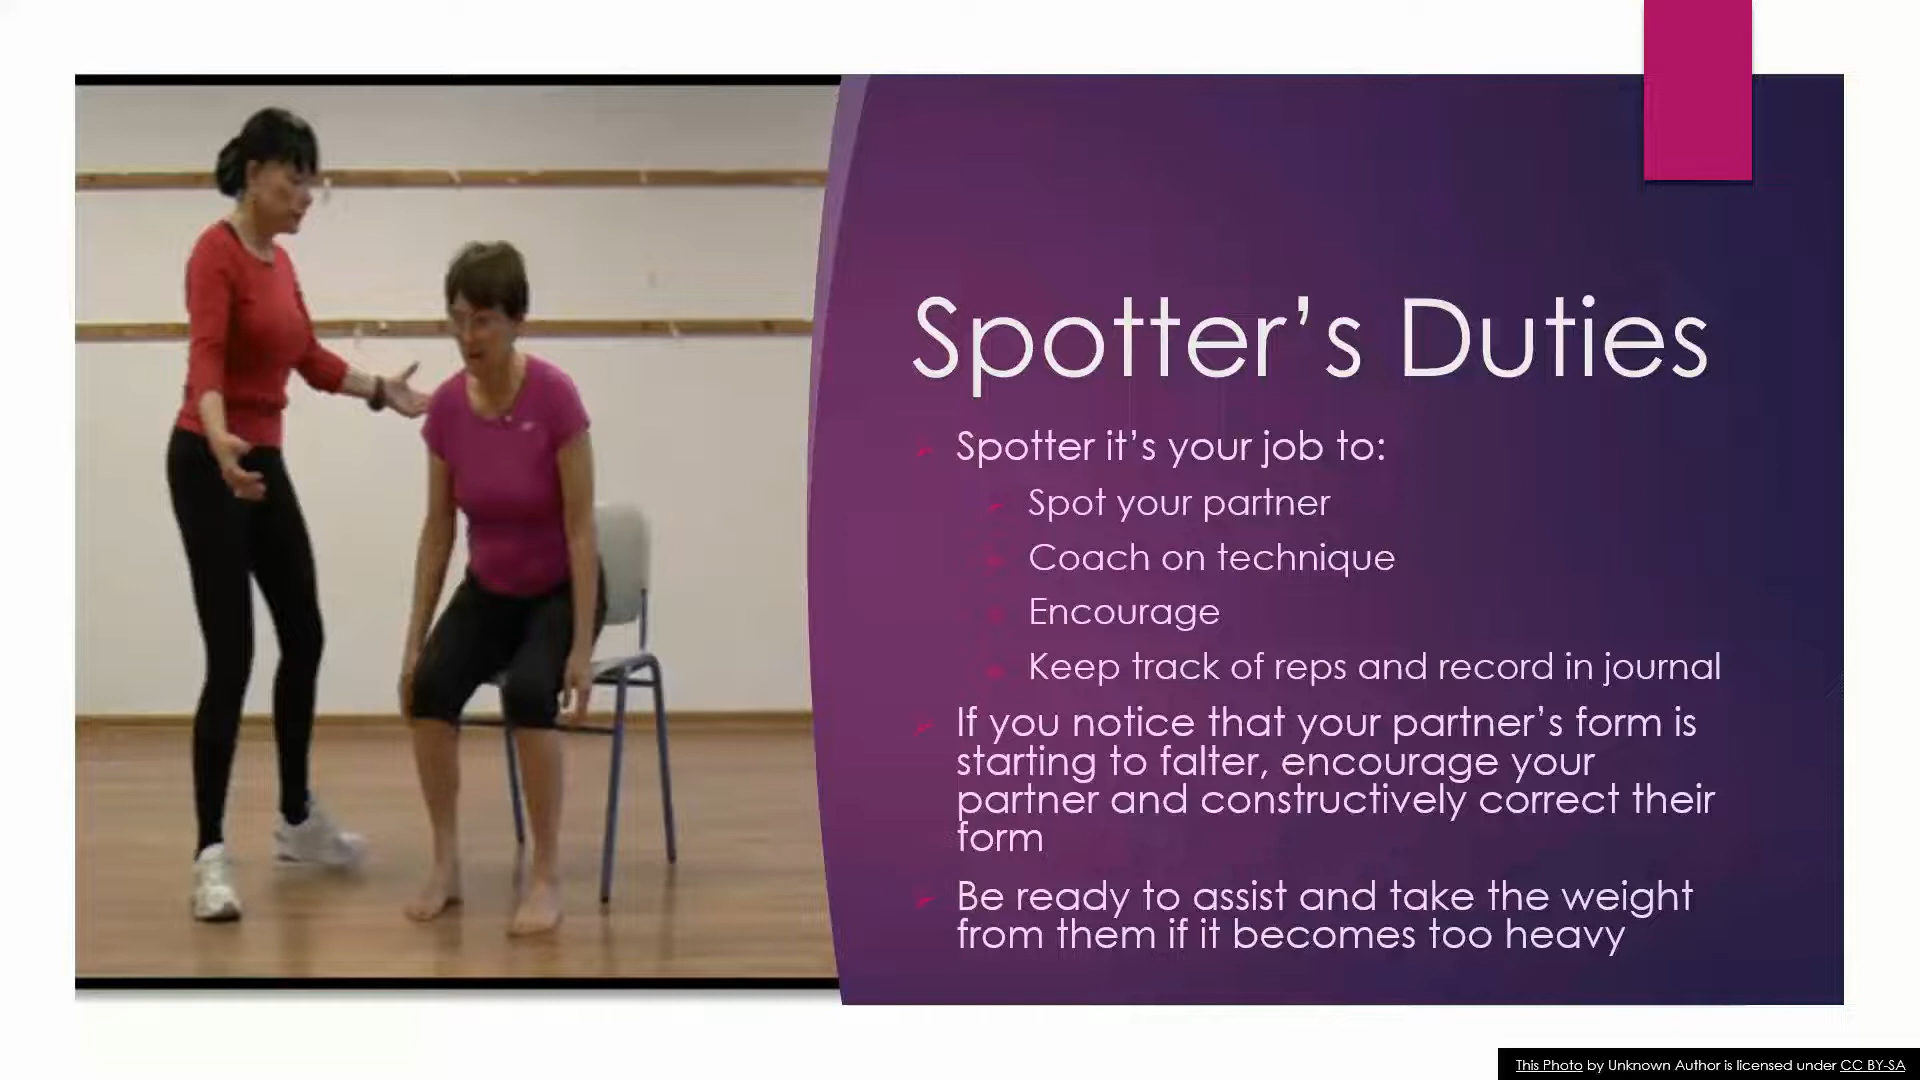 Spotter’s Duties
Spotter it’s your job to:
Spot your partner
Coach on technique
Encourage
Keep track of reps and record in journal
If you notice that your partner’s form is
starting to falter, encourage your
partner and constructively correct their
form
Be ready to assist and take the weight
from them if it becomes too heavy
This Photo by Unknown Author is licensed under CC BY-SA